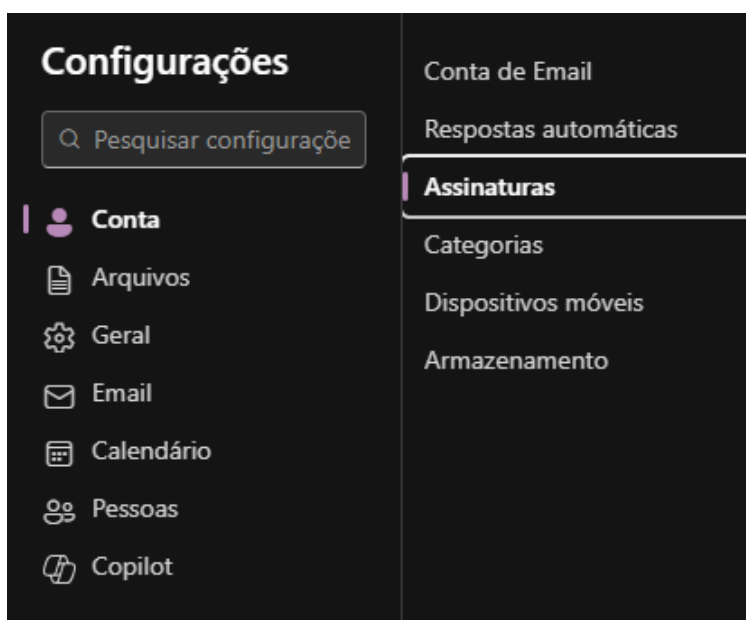 Configurações
Pesquisar configuraçõe
Conta
Arquivos
Geral
Email
Calendário
Pessoas
Copilot
Conta de Email
Respostas automáticas
Assinaturas
Categorias
Dispositivos móveis
Armazenamento